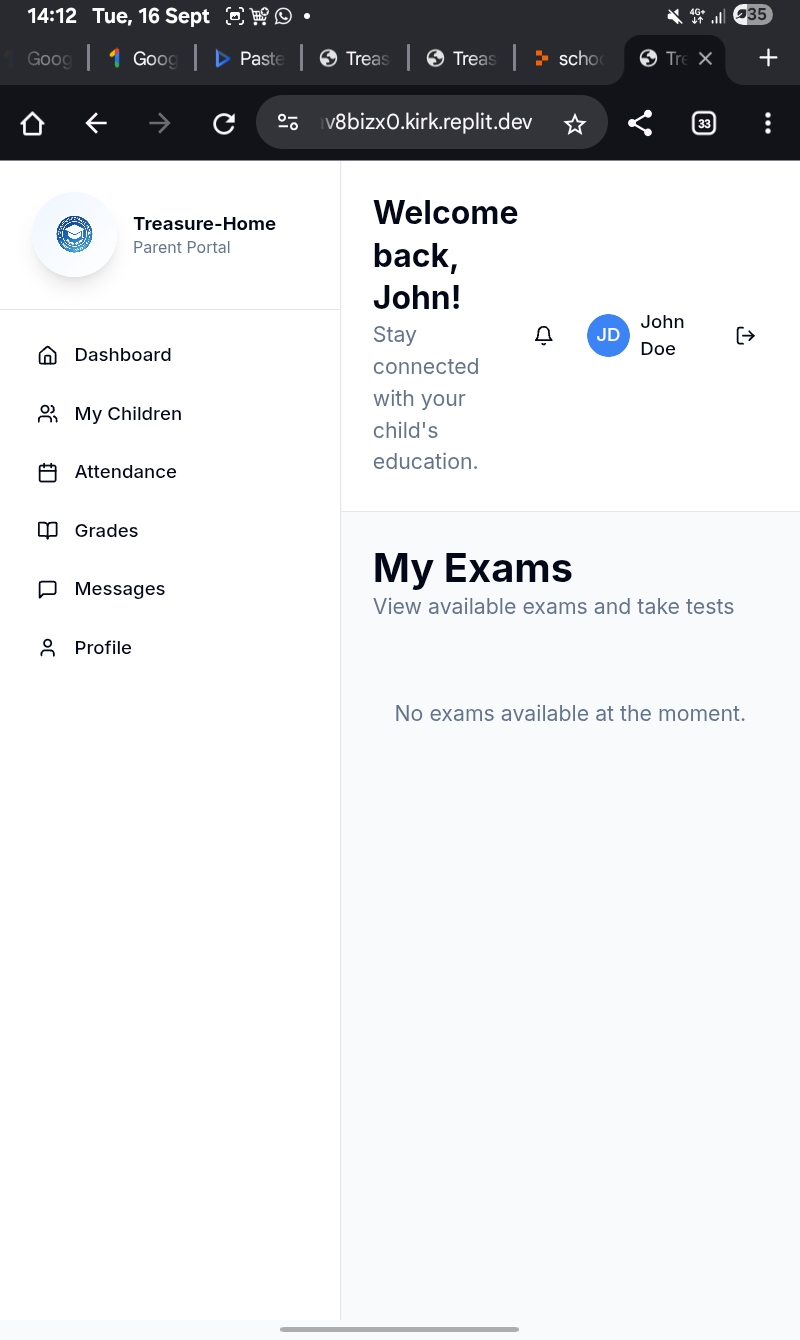 14:12 Tue, 16 Sept
4G+
35
Goog
Goog
Paste
Treas
Treas
schoo
Tre
v8bizx0.kirk.replit.dev
33
Treasure-Home
Parent Portal
Dashboard
My Children
Attendance
Grades
Messages
Profile
Welcome
back,
John!
Stay
connected
with your
child's
education.
JD
John
Doe
My Exams
View available exams and take tests
No exams available at the moment.